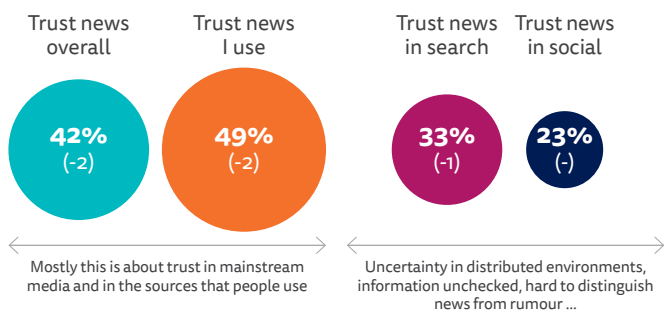 Trust news
overall
Trust news
I use
Trust news
in search
Trust news
in social
42%
(-2)
49%
(-2)
33%
(-1)
23%
(-)
Mostly this is about trust in mainstream
media and in the sources that people use
Uncertainty in distributed environments,
information unchecked, hard to distinguish
news from rumour ...